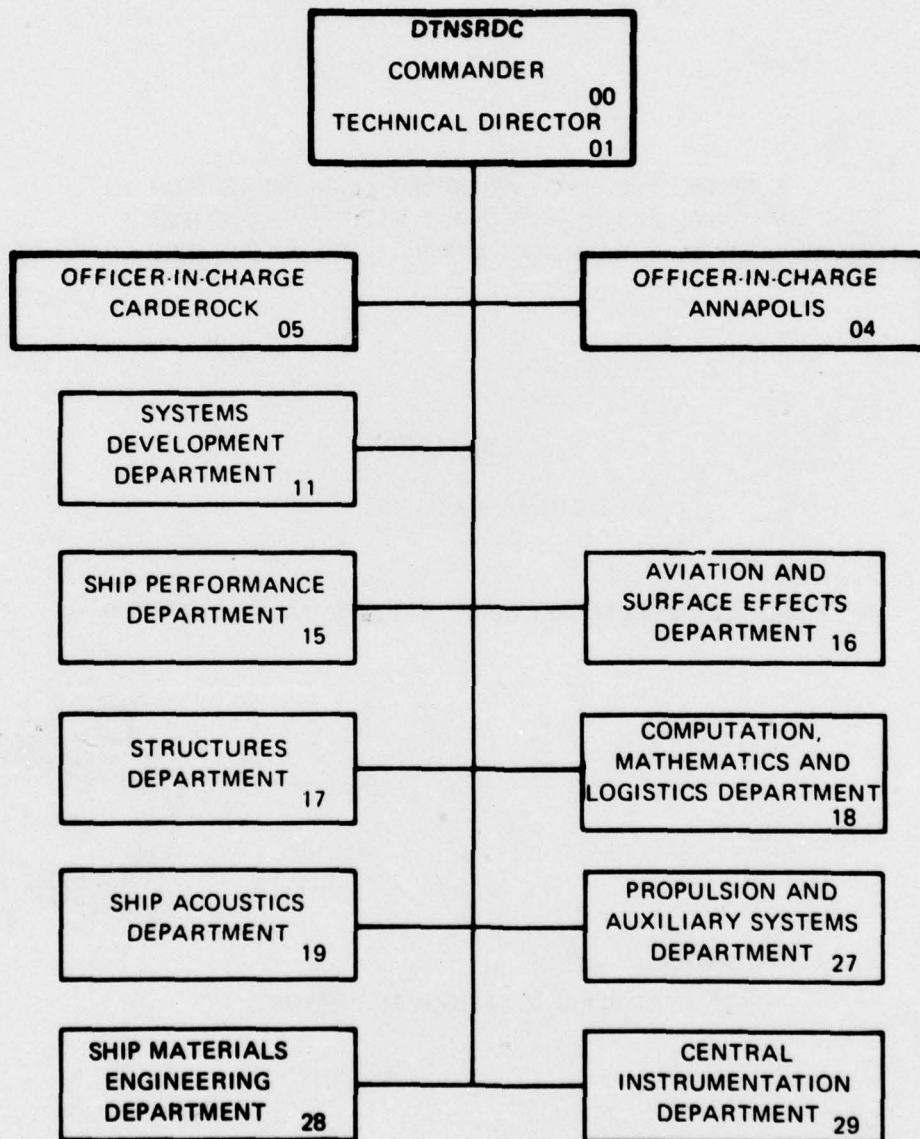 DTNSRDC
COMMANDER
00
TECHNICAL DIRECTOR
01
OFFICER-IN-CHARGE
CARDEROCK
05
OFFICER-IN-CHARGE
ANNAPOLIS
04
SYSTEMS
DEVELOPMENT
DEPARTMENT
11
SHIP PERFORMANCE
DEPARTMENT
15
AVIATION AND
SURFACE EFFECTS
DEPARTMENT
16
STRUCTURES
DEPARTMENT
17
COMPUTATION,
MATHEMATICS AND
LOGISTICS DEPARTMENT
18
SHIP ACOUSTICS
DEPARTMENT
19
PROPULSION AND
AUXILIARY SYSTEMS
DEPARTMENT
27
SHIP MATERIALS
ENGINEERING
DEPARTMENT
28
CENTRAL
INSTRUMENTATION
DEPARTMENT
29